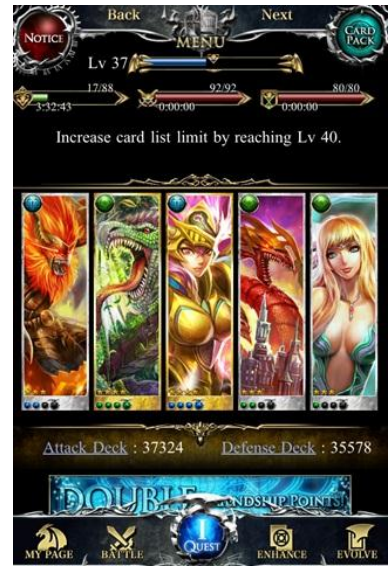 Back
Next
NOTICE
MENU
CARD
PACK
Lv 37
17/88
92/92
80/80
3:32:43
0:00:00
0:00:00
Increase card list limit by reaching Lv 40.
Attack Deck : 37324
Defense Deck : 35578
DOUBLE
POINTS!
MY PAGE
BATTLE
QUEST
ENHANCE
EVOLVE